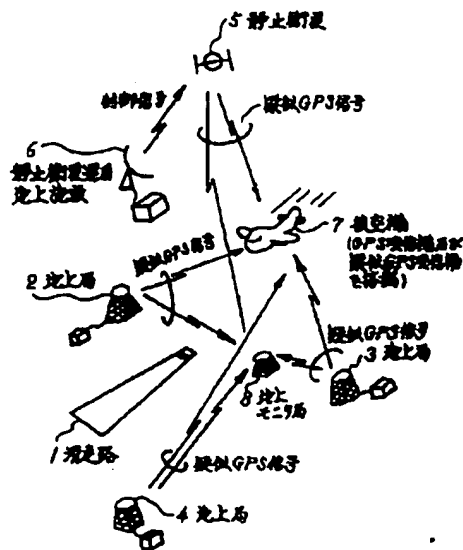 5 静止衛星
制御信号
擬似GPS信号
6
静止衛星運用
地上施設
7 航空機
(GPS受信機及び
擬似GPS受信機
を搭載)
擬似GPS信号
2 地上局
擬似GPS信号
3 地上局
8 地上
モニタ局
1 滑走路
擬似GPS信号
4 地上局